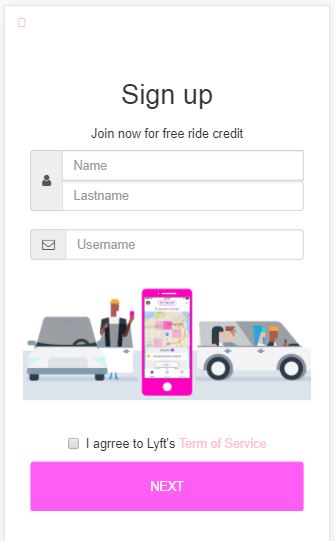 Sign up
Join now for free ride credit
Name
Lastname
Username
I agrree to Lyft's Term of Service
NEXT